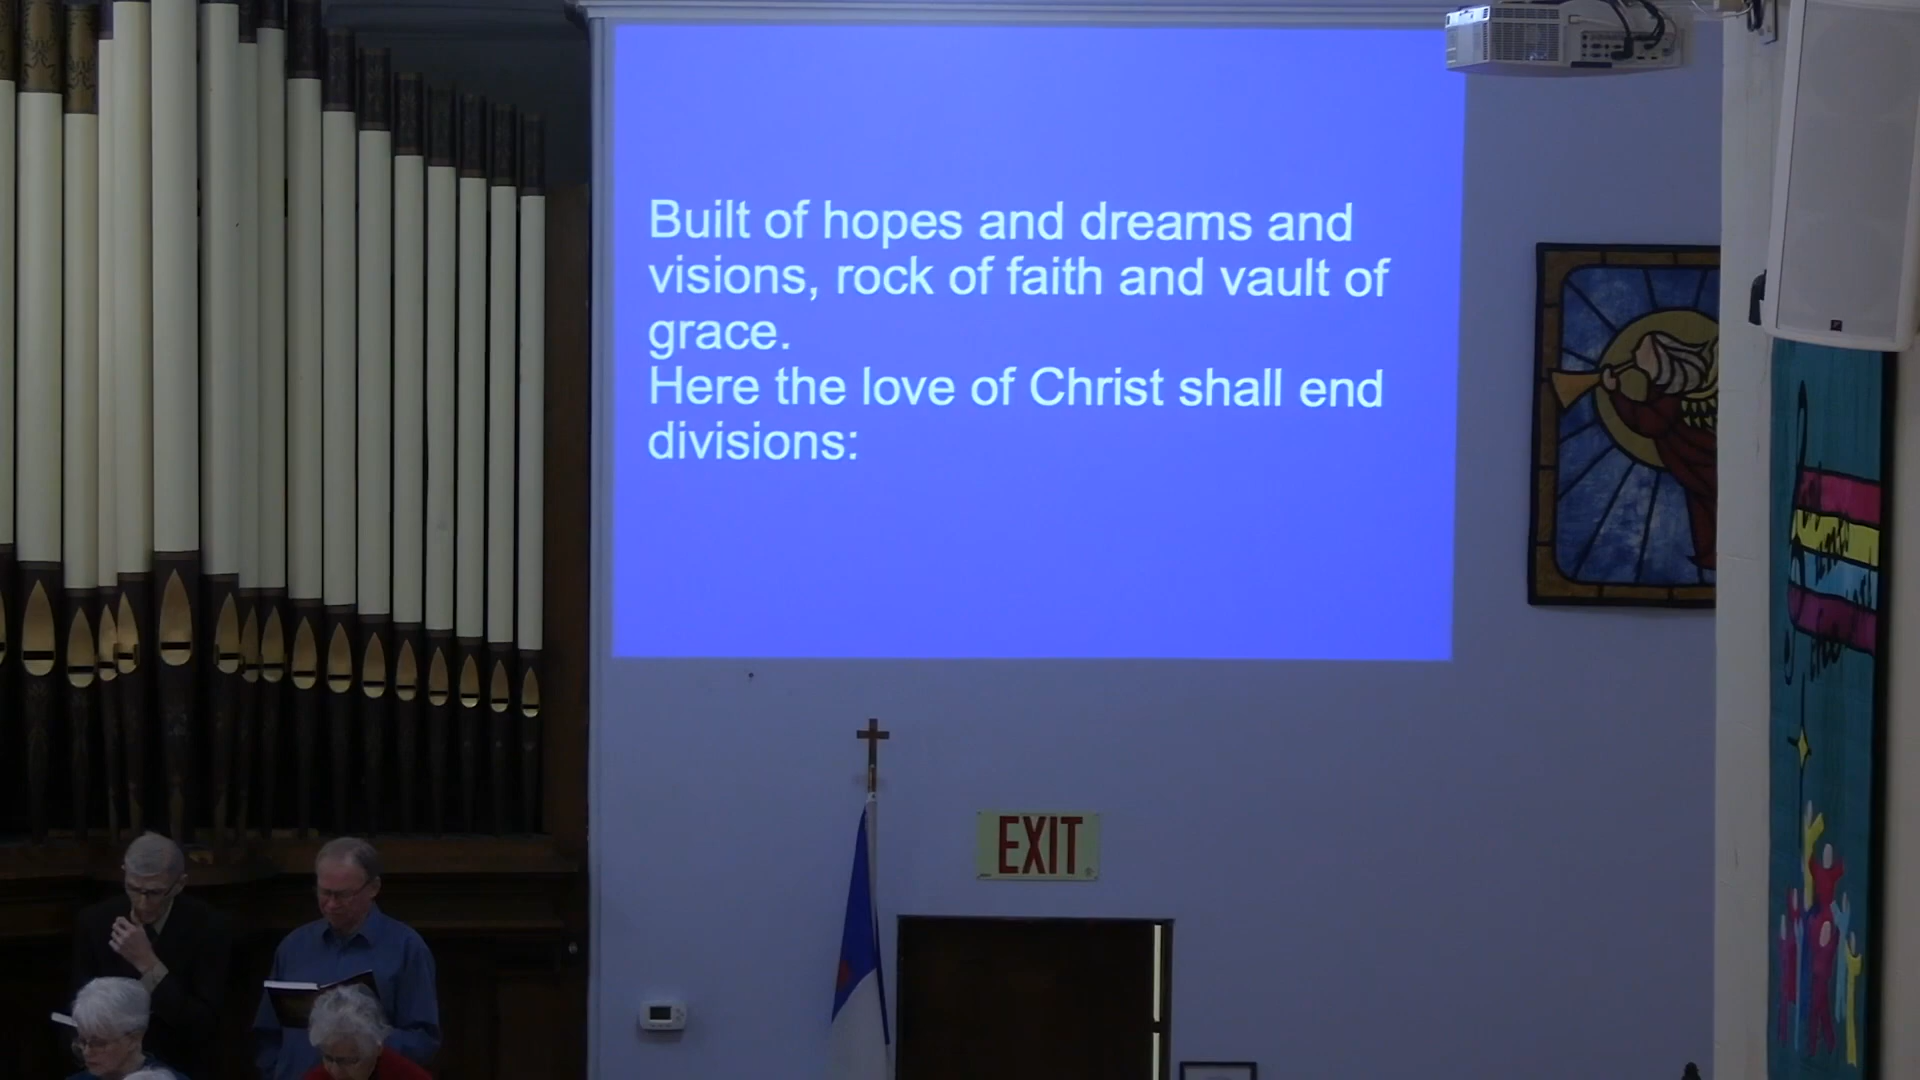 Built of hopes and dreams and
visions, rock of faith and vault of
grace.
Here the love of Christ shall end
divisions:
EXIT